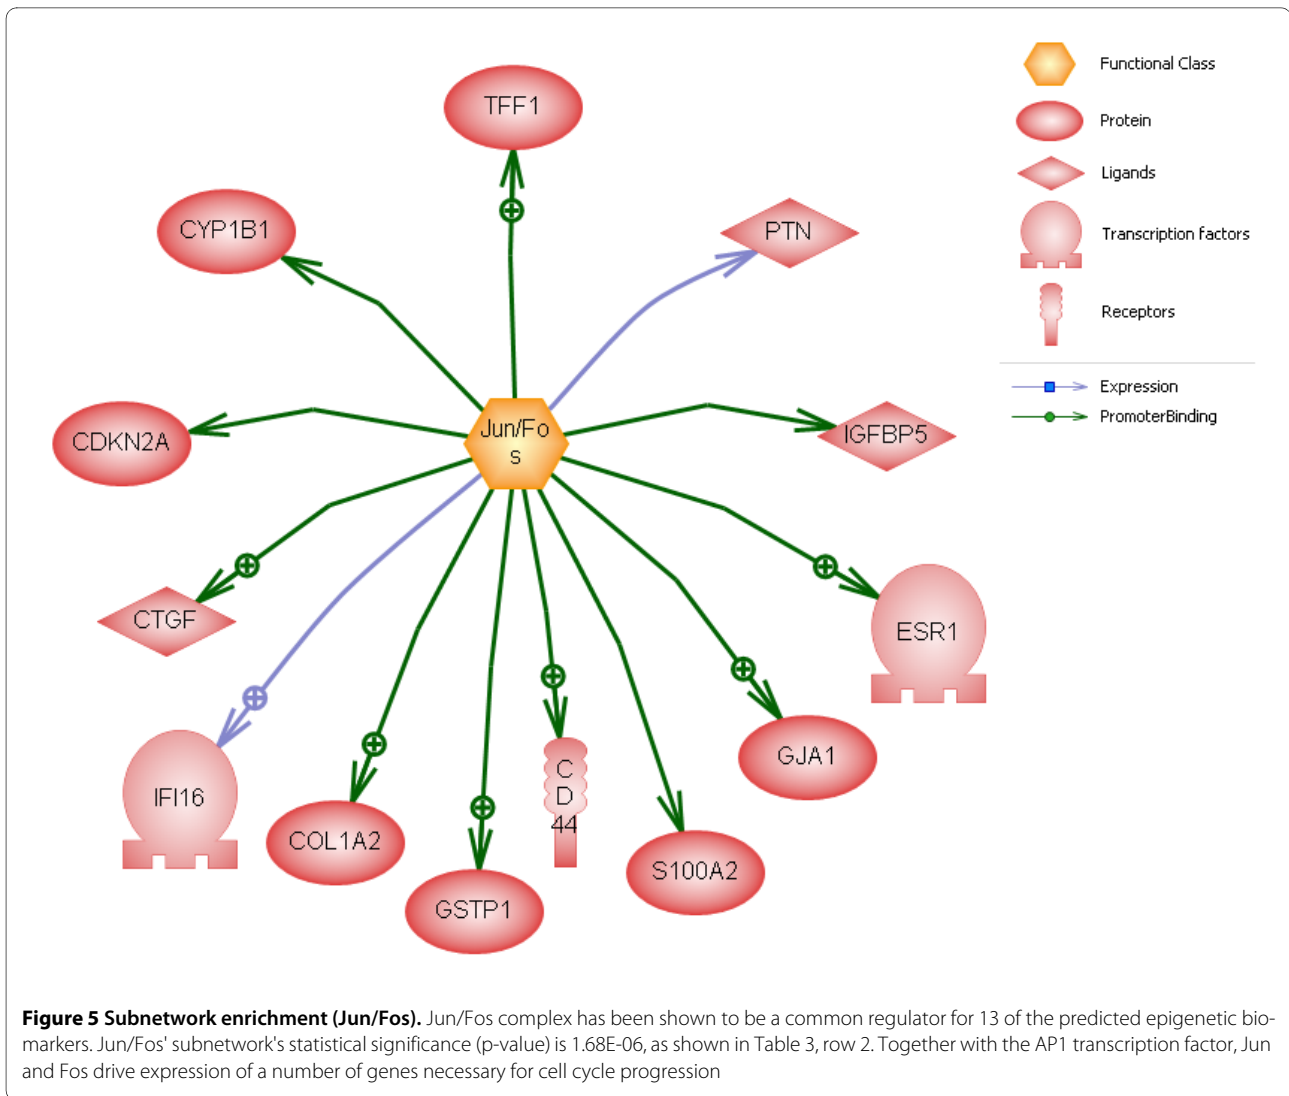 TFF1
CYP1B1
PTN
CDKN2A
Jun/Fo
s
IGFBP5
CTGF
ESR1
IFI16
COL1A2
GSTP1
C
D
44
S100A2
GJA1
Functional Class
Protein
Ligands
Transcription factors
Receptors
Expression
PromoterBinding
Figure 5 Subnetwork enrichment (Jun/Fos). Jun/Fos complex has been shown to be a common regulator for 13 of the predicted epigenetic bio-
markers. Jun/Fos' subnetwork's statistical significance (p-value) is 1.68E-06, as shown in Table 3, row 2. Together with the AP1 transcription factor, Jun
and Fos drive expression of a number of genes necessary for cell cycle progression